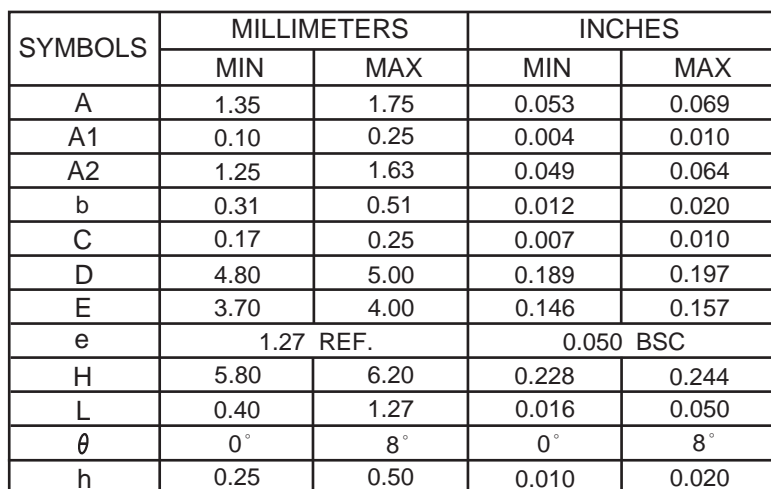 SYMBOLS MILLIMETERS INCHES
MIN MAX MIN MAX
A 1.35 1.75 0.053 0.069
A1 0.10 0.25 0.004 0.010
A2 1.25 1.63 0.049 0.064
b 0.31 0.51 0.012 0.020
C 0.17 0.25 0.007 0.010
D 4.80 5.00 0.189 0.197
E 3.70 4.00 0.146 0.157
e 1.27 REF. 0.050 BSC
H 5.80 6.20 0.228 0.244
L 0.40 1.27 0.016 0.050
θ 0° 8° 0° 8°
h 0.25 0.50 0.010 0.020